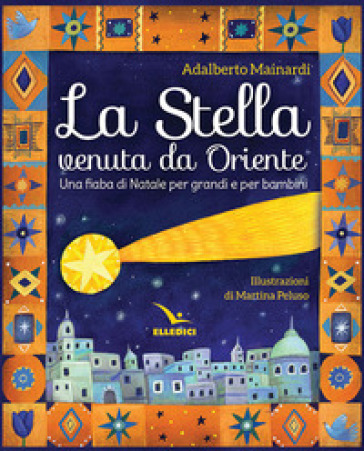 Adalberto Mainardi
La Stella
venuta da Oriente
Una fiaba di Natale per grandi e per bambini
Illustrazioni
di Martina Peluso
ELLEDICI